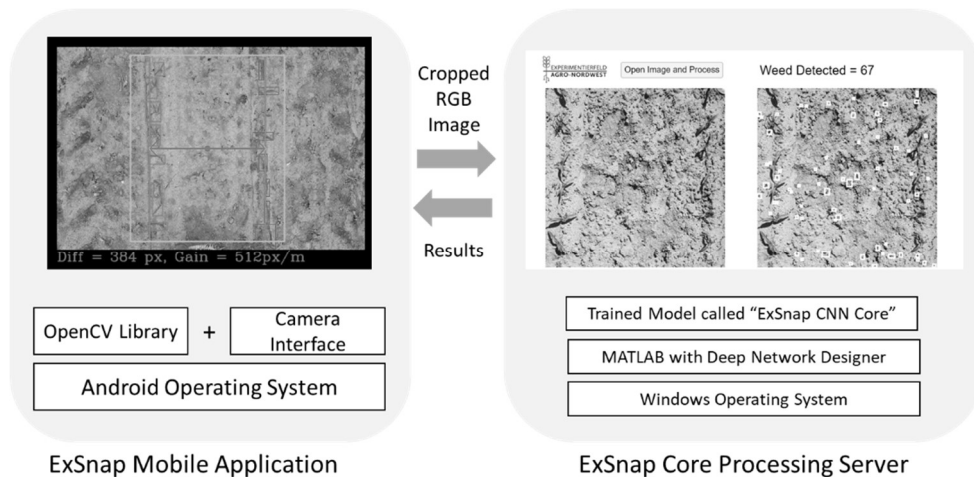 Diff = 384 px, Gain = 512px/m
OpenCV Library
+
Camera
Interface
Android Operating System
ExSnap Mobile Application
Cropped
RGB
Image
Results
EXPERIMENTIERFELD
AGRO-NORDWEST
Open Image and Process
Weed Detected = 67
Trained Model called “ExSnap CNN Core”
MATLAB with Deep Network Designer
Windows Operating System
ExSnap Core Processing Server